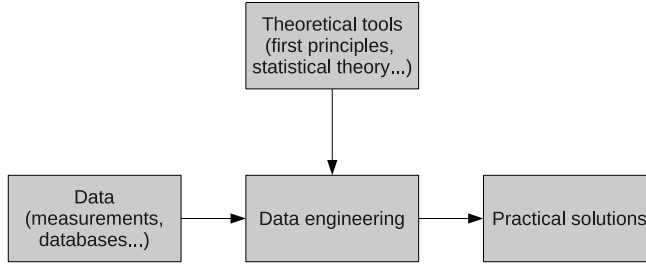 Theoretical tools
(first principles,
statistical theory...)
Data
(measurements,
databases...)
Data engineering
Practical solutions